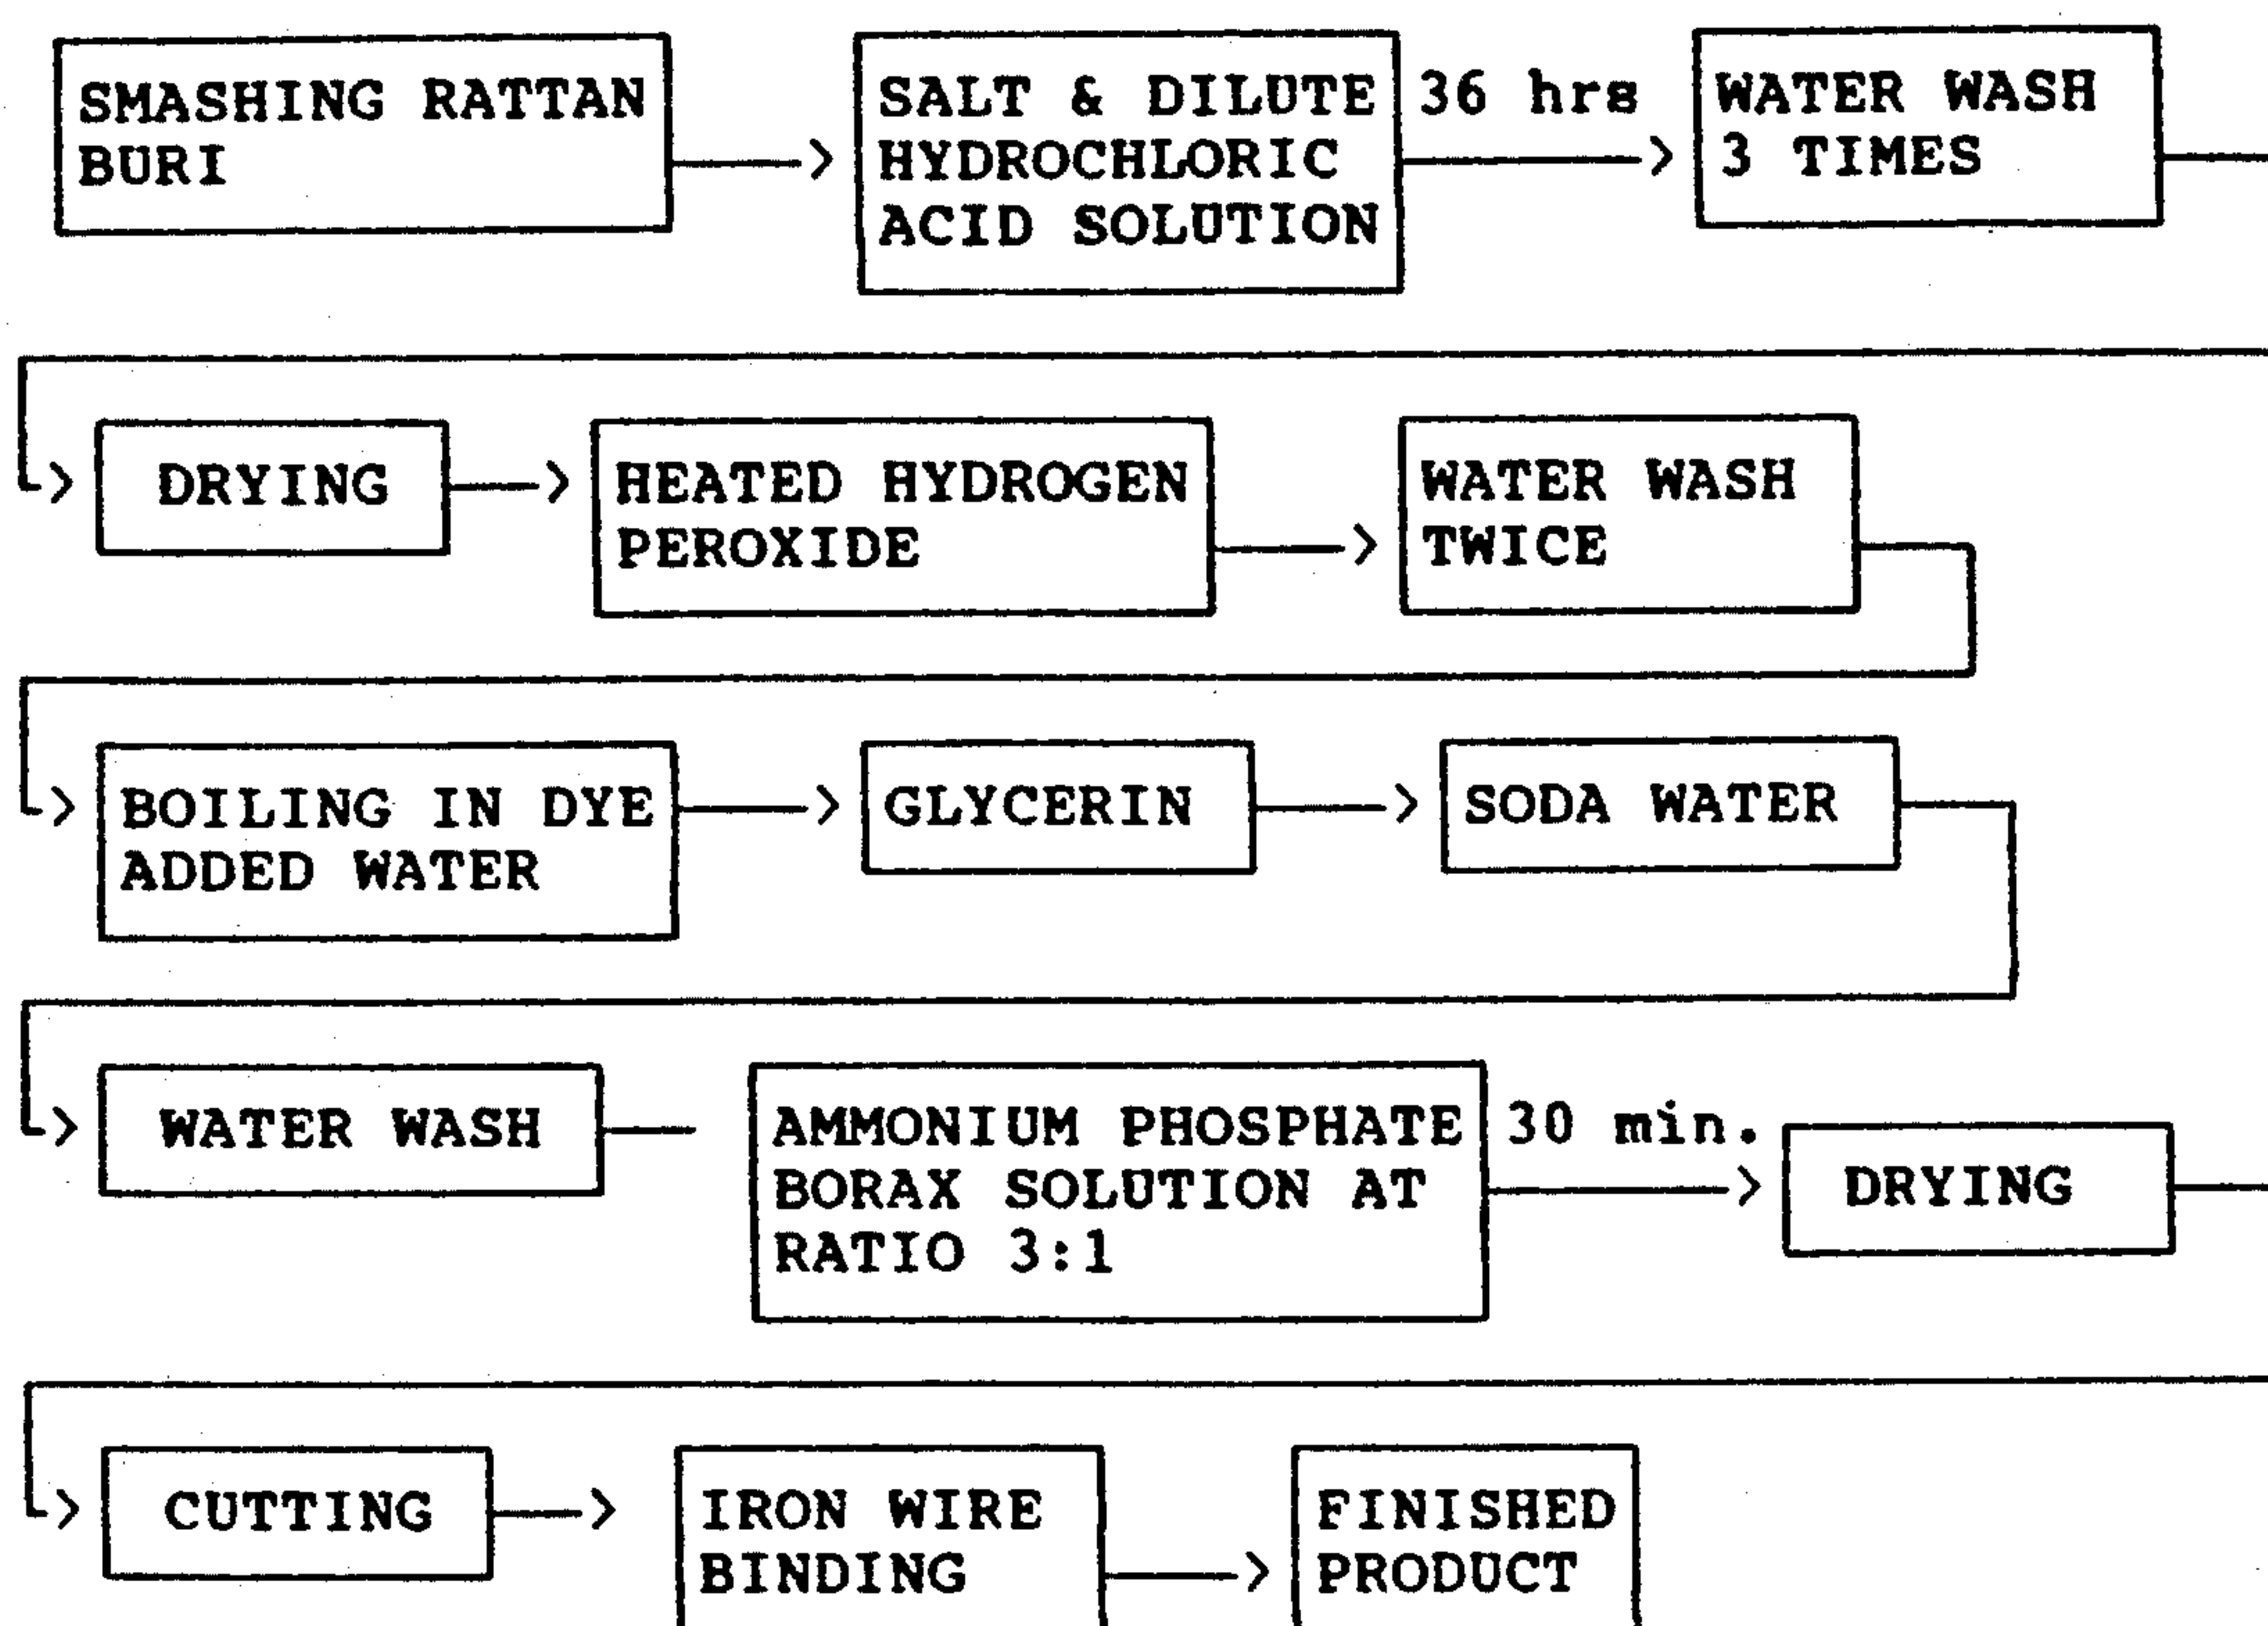 SMASHING RATTAN
BURI
SALT & DILUTE
HYDROCHLORIC
ACID SOLUTION
36 hrs
WATER WASH
3 TIMES
DRYING
HEATED HYDROGEN
PEROXIDE
WATER WASH
TWICE
BOILING IN DYE
ADDED WATER
GLYCERIN
SODA WATER
WATER WASH
AMMONIUM PHOSPHATE
BORAX SOLUTION AT
RATIO 3:1
30 min.
DRYING
CUTTING
IRON WIRE
BINDING
FINISHED
PRODUCT